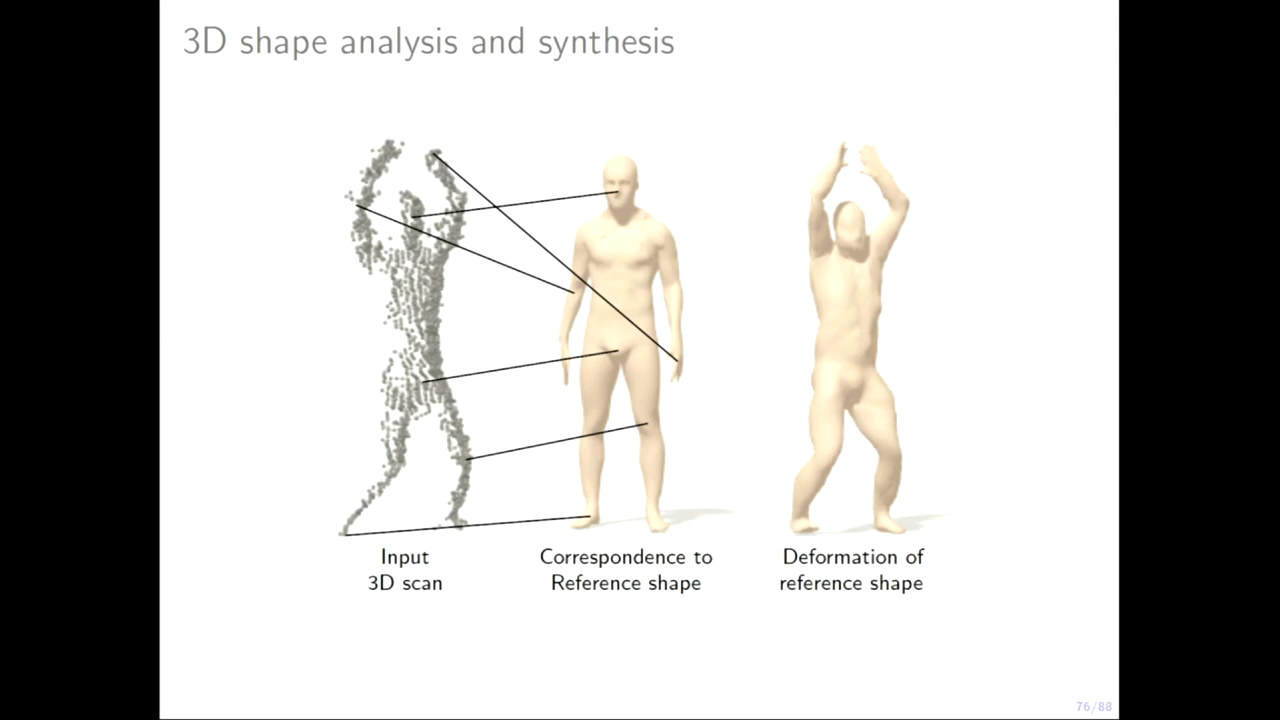 3D shape analysis and synthesis
Input
3D scan
Correspondence to
Reference shape
Deformation of
reference shape
76/88